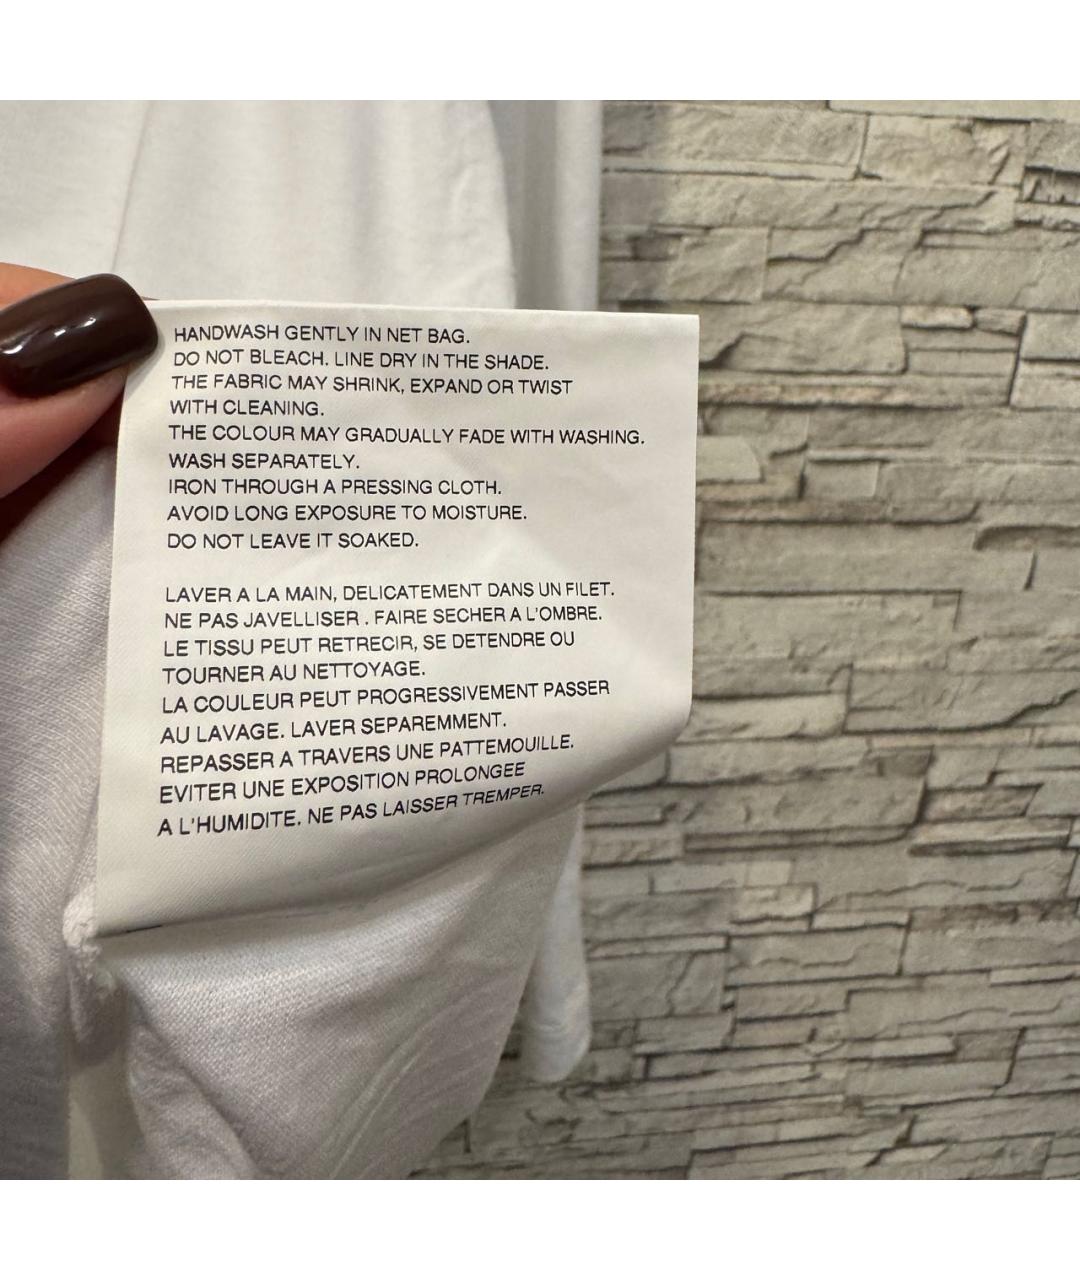 HANDWASH GENTLY IN NET BAG.
DO NOT BLEACH. LINE DRY IN THE SHADE.
THE FABRIC MAY SHRINK, EXPAND OR TWIST
WITH CLEANING.
THE COLOUR MAY GRADUALLY FADE WITH WASHING.
WASH SEPARATELY.
IRON THROUGH A PRESSING CLOTH.
AVOID LONG EXPOSURE TO MOISTURE.
DO NOT LEAVE IT SOAKED.
LAVER A LA MAIN, DELICATEMENT DANS UN FILET.
NE PAS JAVELLISER . FAIRE SECHER A L'OMBRE.
LE TISSU PEUT RETRECIR, SE DETENDRE OU
TOURNER AU NETTOYAGE.
LA COULEUR PEUT PROGRESSIVEMENT PASSER
AU LAVAGE. LAVER SEPAREMMENT.
REPASSER A TRAVERS UNE PATTEMOUILLE.
EVITER UNE EXPOSITION PROLONGEE
A L'HUMIDITE. NE PAS LAISSER TREMPER.